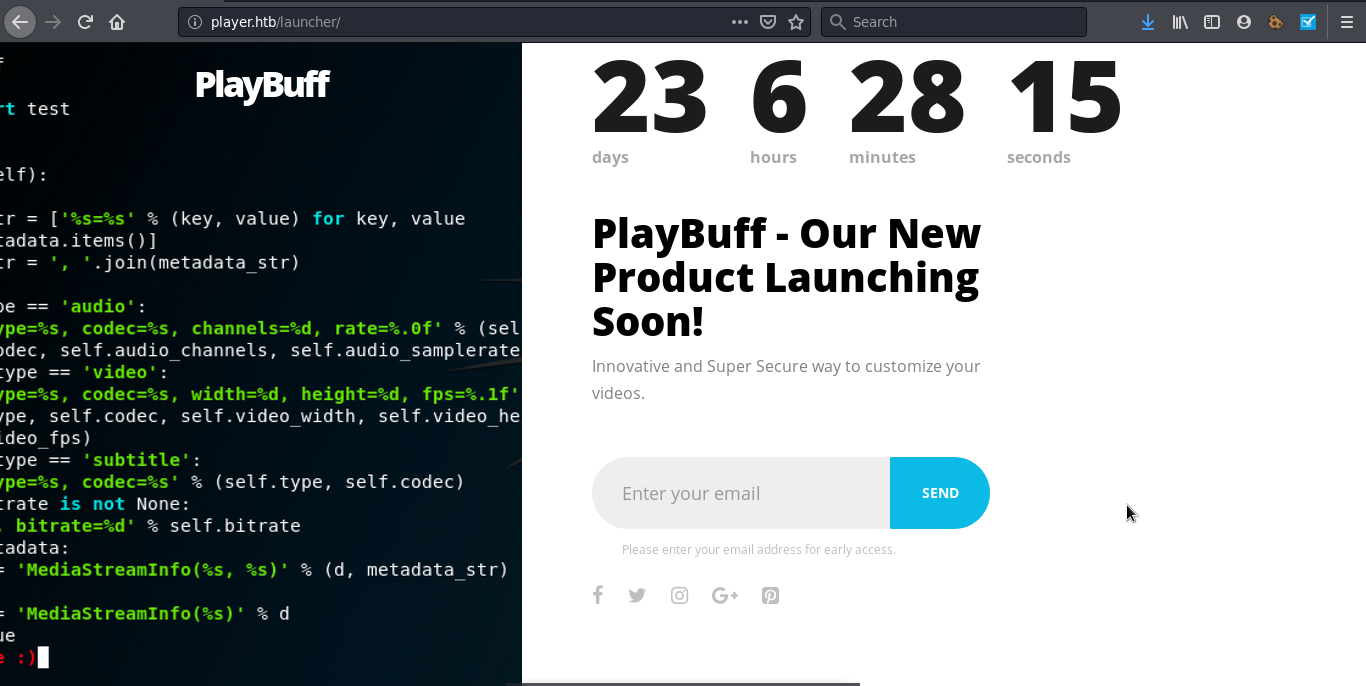 player.htb/launcher/
Search
PlayBuff
rt test
elf):
tr = ['%s=%s' % (key, value) for key, value
tadata.items()]
tr = ', '.join(metadata_str)
pe == 'audio':
ype=%s, codec=%s, channels=%d, rate=%.0f' % (sel
odec, self.audio_channels, self.audio_samplerate
type == 'video':
ype=%s, codec=%s, width=%d, height=%d, fps=%.1f'
ype, self.codec, self.video_width, self.video_he
ideo_fps)
type == 'subtitle':
ype=%s, codec=%s' % (self.type, self.codec)
trate is not None:
, bitrate=%d' % self.bitrate
tadata:
= 'MediaStreamInfo(%s, %s)' % (d, metadata_str)
= 'MediaStreamInfo(%s)' % d
ue
e :)
23 6 28 15
days hours minutes seconds
PlayBuff - Our New
Product Launching
Soon!
Innovative and Super Secure way to customize your
videos.
Enter your email SEND
Please enter your email address for early access.